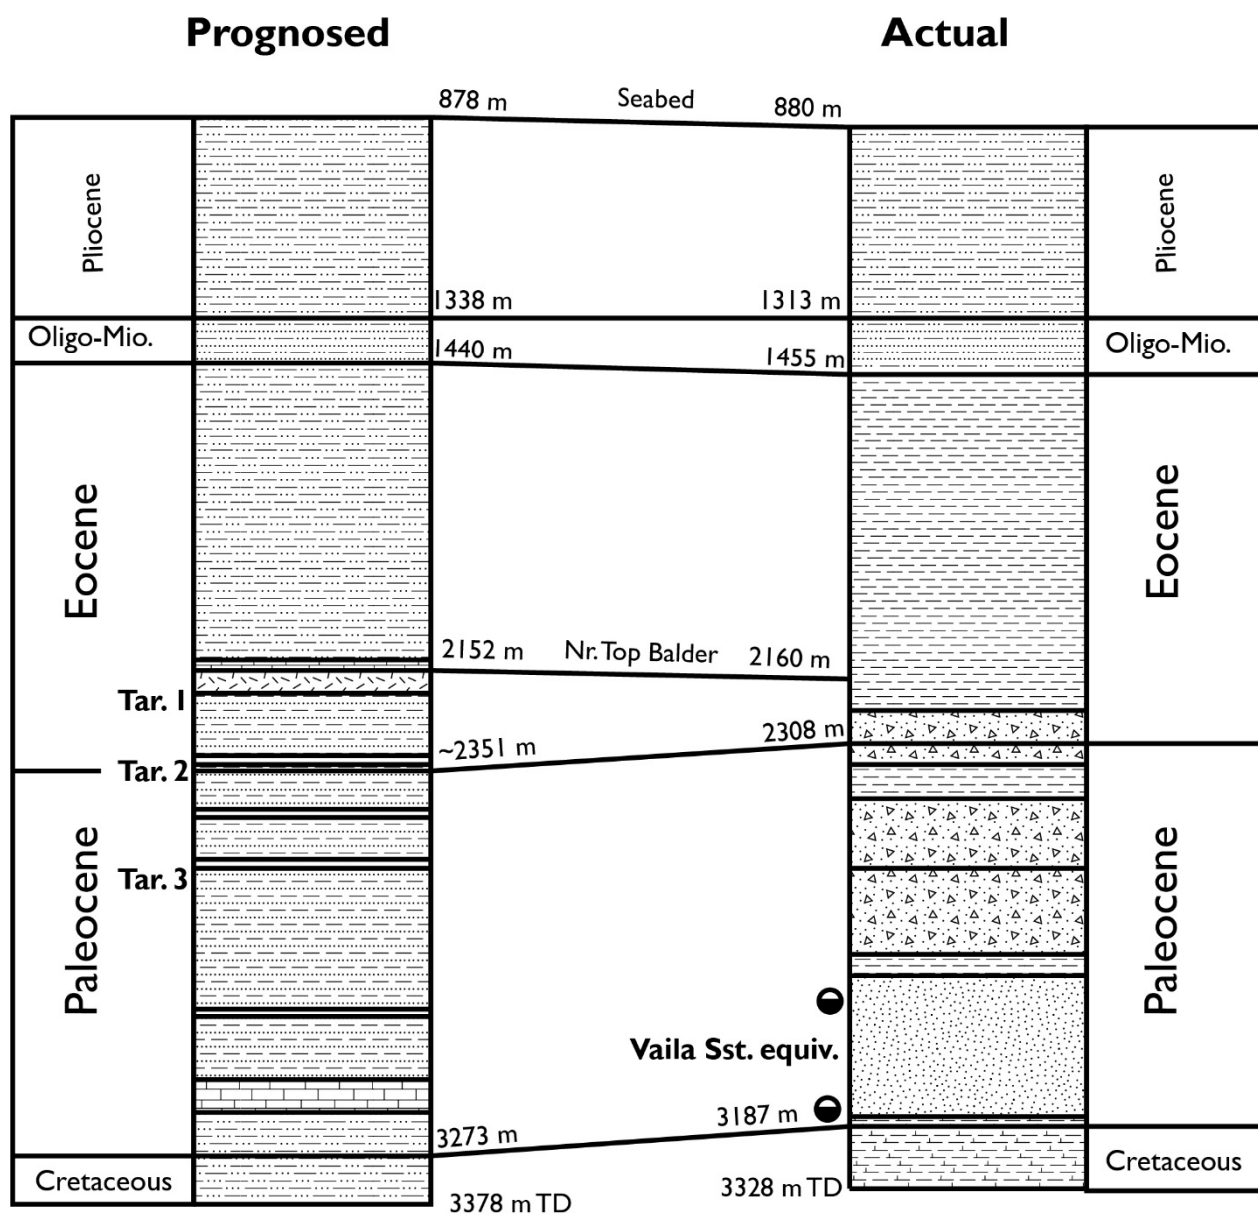 Prognosed
Actual
878 m
Seabed
880 m
Pliocene
Pliocene
1338 m
1313 m
Oligo-Mio.
Oligo-Mio.
1440 m
1455 m
Eocene
Eocene
2152 m
Nr. Top Balder
2160 m
Tar. 1
~2351 m
2308 m
Tar. 2
Paleocene
Paleocene
Tar. 3
Vaila Sst. equiv.
3273 m
3187 m
Cretaceous
Cretaceous
3378 m TD
3328 m TD